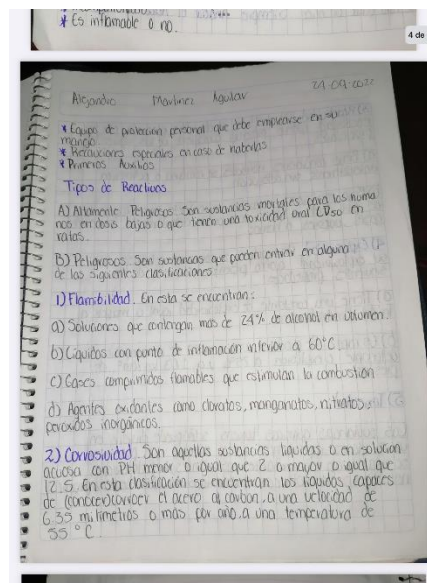 * Es inflamable o no.
4 de
Alejandro Martinez Aguilar 21 09 2022
* Equipo de protección personal que debe emplearse en su
manejo
* Precauciones especiales en caso de haberlas
* Primeros Auxilios
Tipos de Reactivos
A) Altamente Peligrosos. Son sustancias mortales para los huma
nos en dosis bajas o que tienen una toxicidad oral LD50 en
ratas.
B) Peligrosos. Son sustancias que pueden entrar en alguna
de las siguientes clasificaciones
1) Flamabilidad. En esta se encuentran:
a) Soluciones que contengan mas de 24% de alcohol en volumen.
b) Liquidos con punto de inflamación inferior a 60°C
c) Gases comprimidos flamables que estimulan la combustión
d) Agentes oxidantes como cloratos, manganatos, nitratos,
peroxidos inorgánicos.
2) Corrosividad. Son aquellas sustancias liquidas o en solución
acuosa con PH menor o igual que 2 o mayor o igual que
12.5. En esta clasificación se encuentran los liquidos capaces
de (conocer)corroer el acero al carbon, a una velocidad de
6.35 milimetros o mas por año, a una temperatura de
55 °C